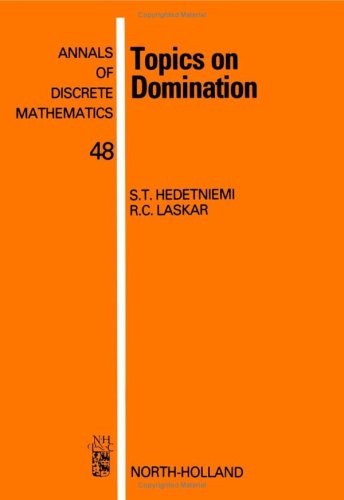 ANNALS
OF
DISCRETE
MATHEMATICS
48
Topics on
Domination
S.T. HEDETNIEMI
R.C. LASKAR
NORTH-HOLLAND